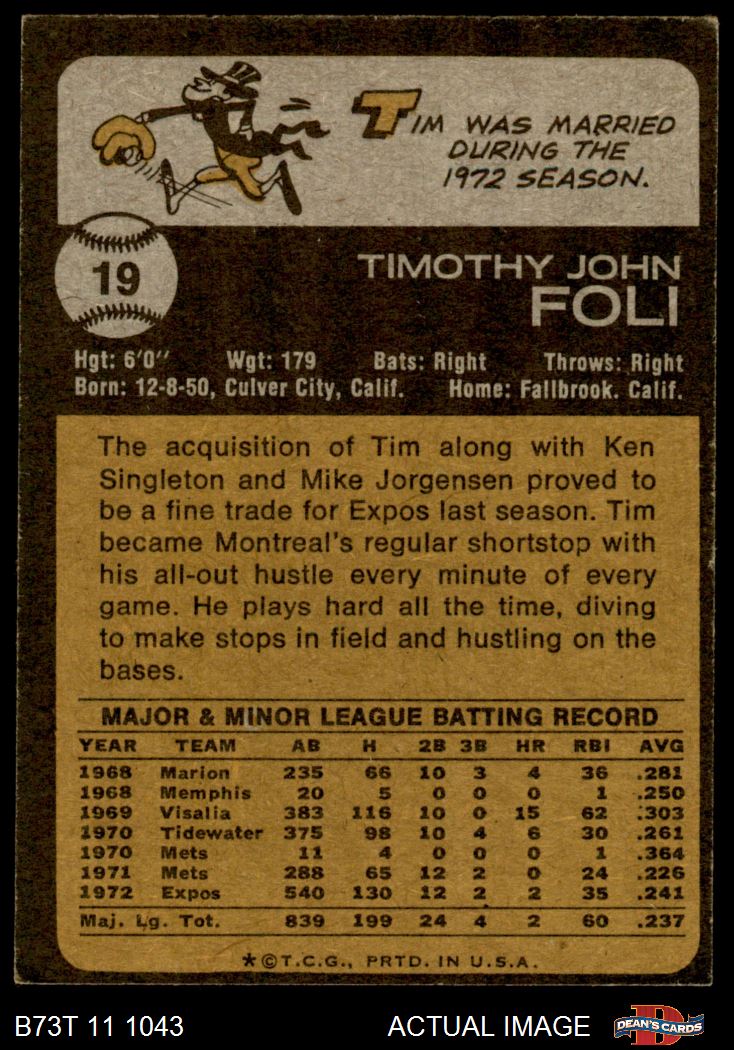 TIM WAS MARRIED
DURING THE
1972 SEASON.
19
TIMOTHY JOHN
FOLI
Hgt: 6'0" Wgt: 179 Bats: Right Throws: Right
Born: 12-8-50, Culver City, Calif. Home: Fallbrook. Calif.
The acquisition of Tim along with Ken
Singleton and Mike Jorgensen proved to
be a fine trade for Expos last season. Tim
became Montreal's regular shortstop with
his all-out hustle every minute of every
game. He plays hard all the time, diving
to make stops in field and hustling on the
bases.
MAJOR & MINOR LEAGUE BATTING RECORD
YEAR TEAM AB H 2B 3B HR RBI AVG
1968 Marion 235 66 10 3 4 36 .281
1968 Memphis 20 5 0 0 0 1 .250
1969 Visalia 383 116 10 0 15 62 .303
1970 Tidewater 375 98 10 4 6 30 .261
1970 Mets 11 4 0 0 0 1 .364
1971 Mets 288 65 12 2 0 24 .226
1972 Expos 540 130 12 2 2 35 .241
Maj. Lg. Tot. 839 199 24 4 2 60 .237
*©T.C.G., PRTD. IN U.S.A.
B73T 11 1043 ACTUAL IMAGE
D
DEAN'S CARDS